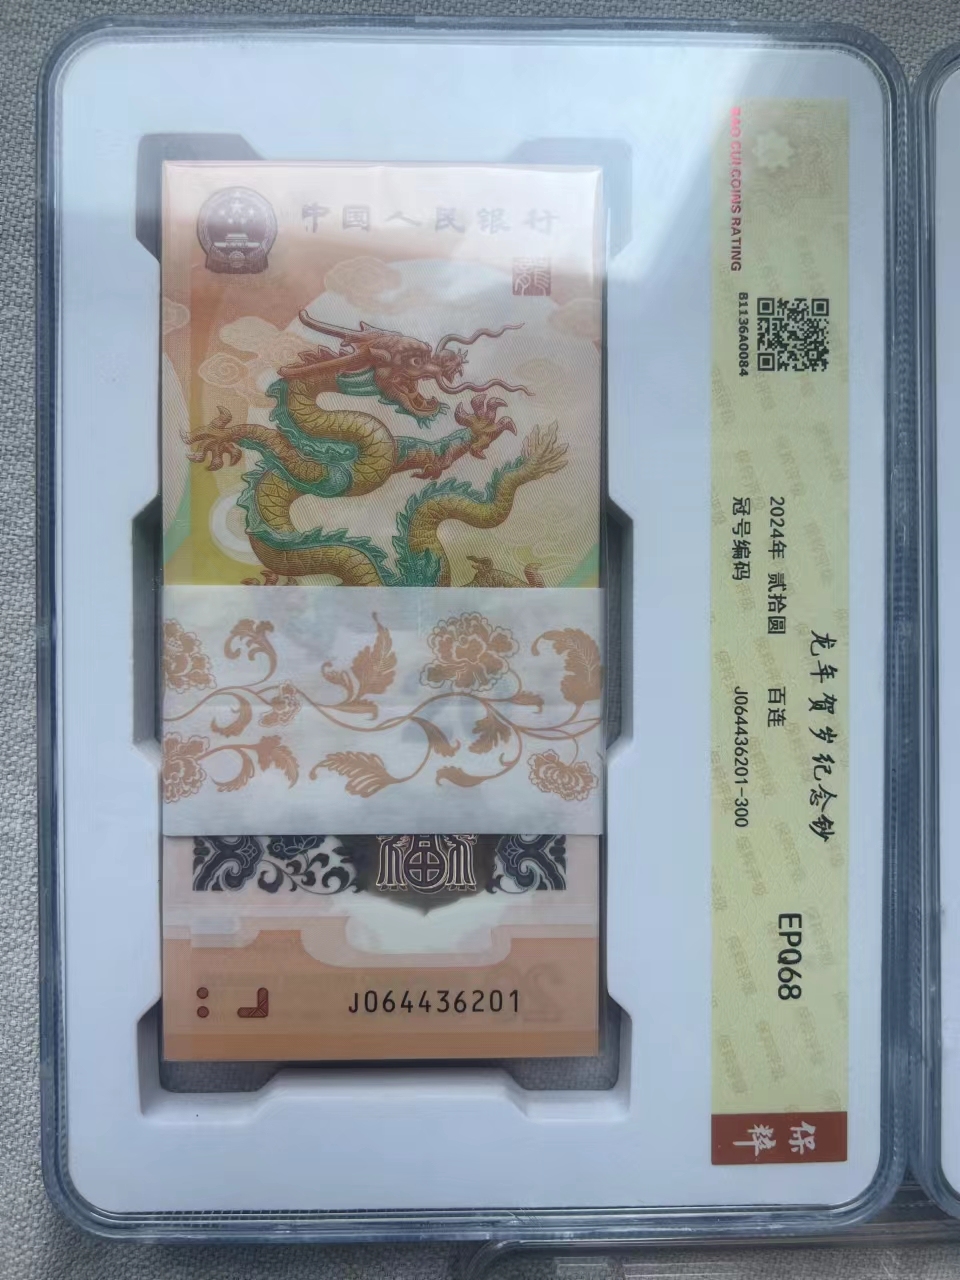 中国人民银行
J064436201
BAO CUI COINS RATING
B1136A0084
龙年贺岁纪念钞
2024年 贰拾圆 百连
冠号编码 J064436201-300
EPQ68
保粹